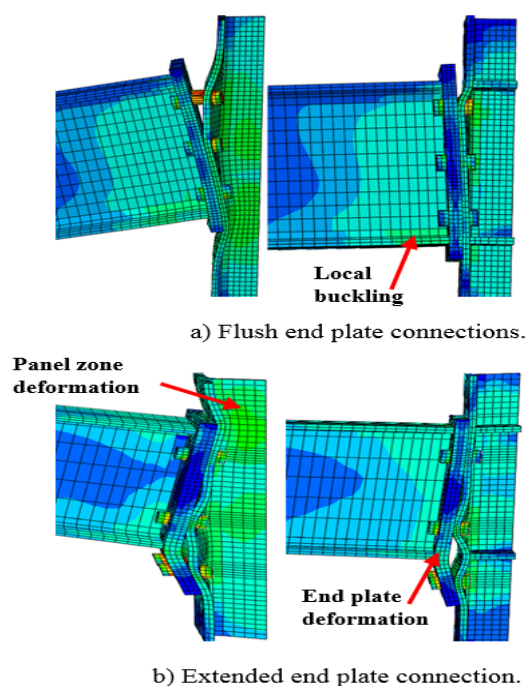 Local
buckling
a) Flush end plate connections.
Panel zone
deformation
End plate
deformation
b) Extended end plate connection.